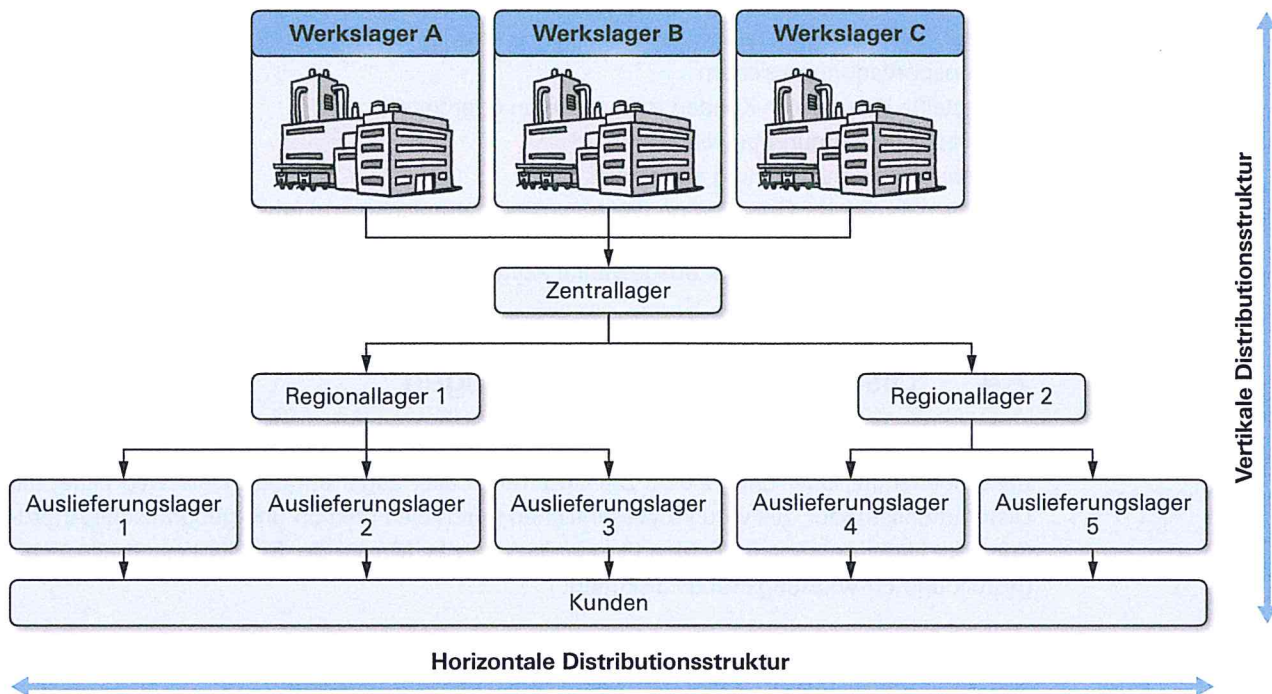 Werkslager A
Werkslager B
Werkslager C
Zentrallager
Regionallager 1
Regionallager 2
Auslieferungslager
1
Auslieferungslager
2
Auslieferungslager
3
Auslieferungslager
4
Auslieferungslager
5
Kunden
Horizontale Distributionsstruktur
Vertikale Distributionsstruktur